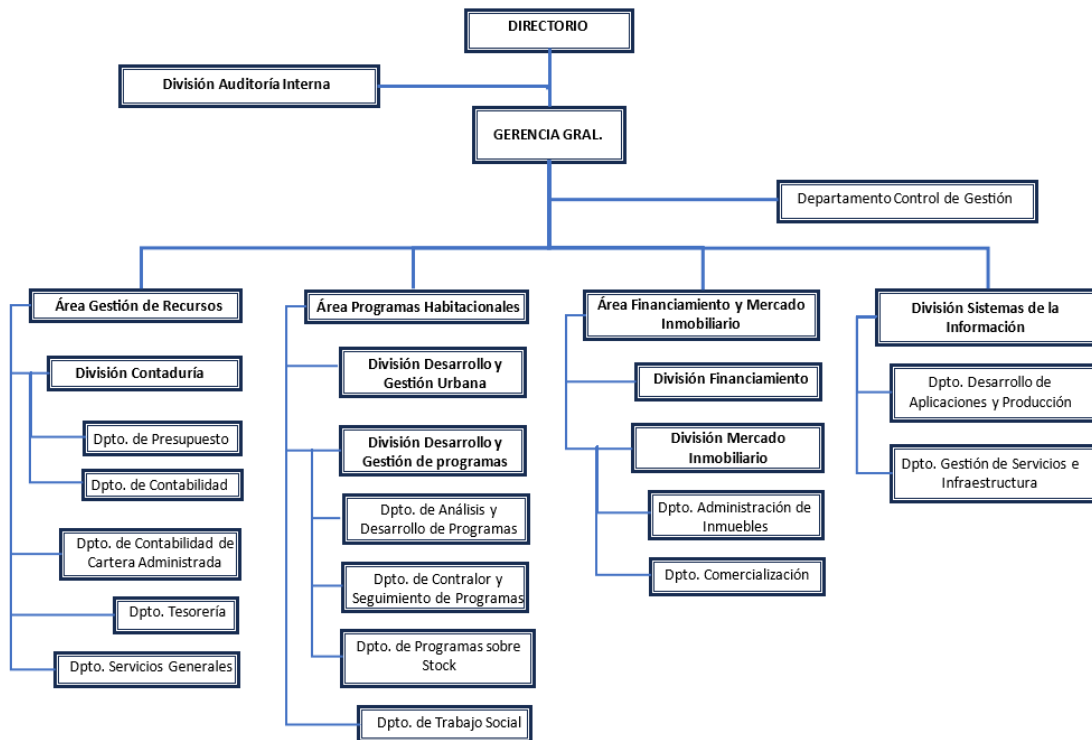 DIRECTORIO
División Auditoría Interna
GERENCIA GRAL.
Departamento Control de Gestión
Área Gestión de Recursos
División Contaduría
Dpto. de Presupuesto
Dpto. de Contabilidad
Dpto. de Contabilidad de
Cartera Administrada
Dpto. Tesorería
Dpto. Servicios Generales
Área Programas Habitacionales
División Desarrollo y
Gestión Urbana
División Desarrollo y
Gestión de programas
Dpto. de Análisis y
Desarrollo de Programas
Dpto. de Contralor y
Seguimiento de Programas
Dpto. de Programas sobre
Stock
Dpto. de Trabajo Social
Área Financiamiento y Mercado
Inmobiliario
División Financiamiento
División Mercado
Inmobiliario
Dpto. Administración de
Inmuebles
Dpto. Comercialización
División Sistemas de la
Información
Dpto. Desarrollo de
Aplicaciones y Producción
Dpto. Gestión de Servicios e
Infraestructura